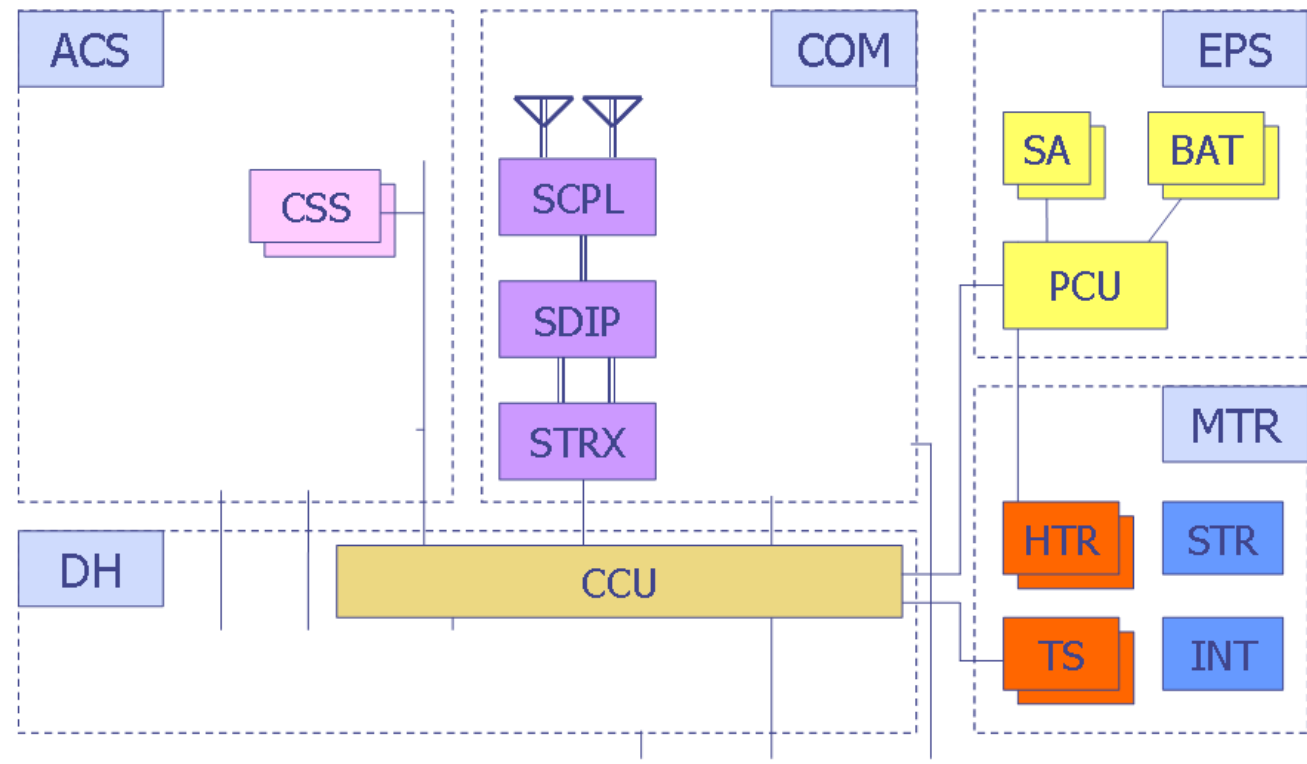 ACS
COM
EPS
SA
BAT
CSS
SCPL
PCU
SDIP
MTR
STRX
HTR
STR
DH
CCU
TS
INT